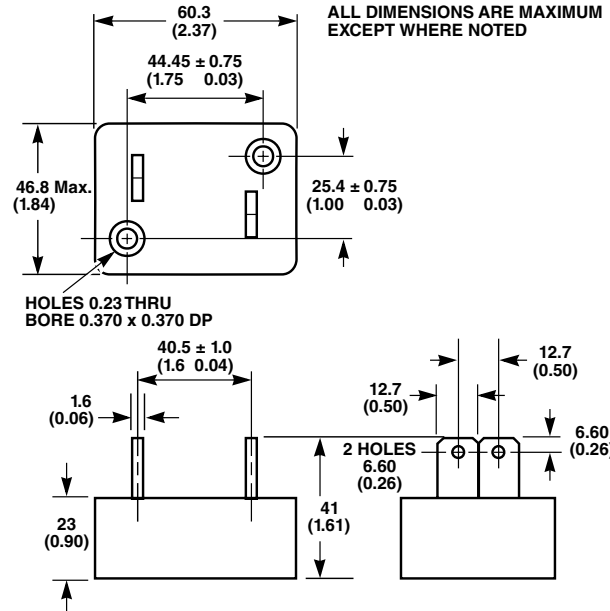 60.3
(2.37)
ALL DIMENSIONS ARE MAXIMUM
EXCEPT WHERE NOTED
44.45 ± 0.75
(1.75 0.03)
46.8 Max.
(1.84)
25.4 ± 0.75
(1.00 0.03)
HOLES 0.23 THRU
BORE 0.370 x 0.370 DP
40.5 ± 1.0
(1.6 0.04)
1.6
(0.06)
12.7
(0.50)
12.7
(0.50)
2 HOLES
6.60
(0.26)
6.60
(0.26)
23
(0.90)
41
(1.61)